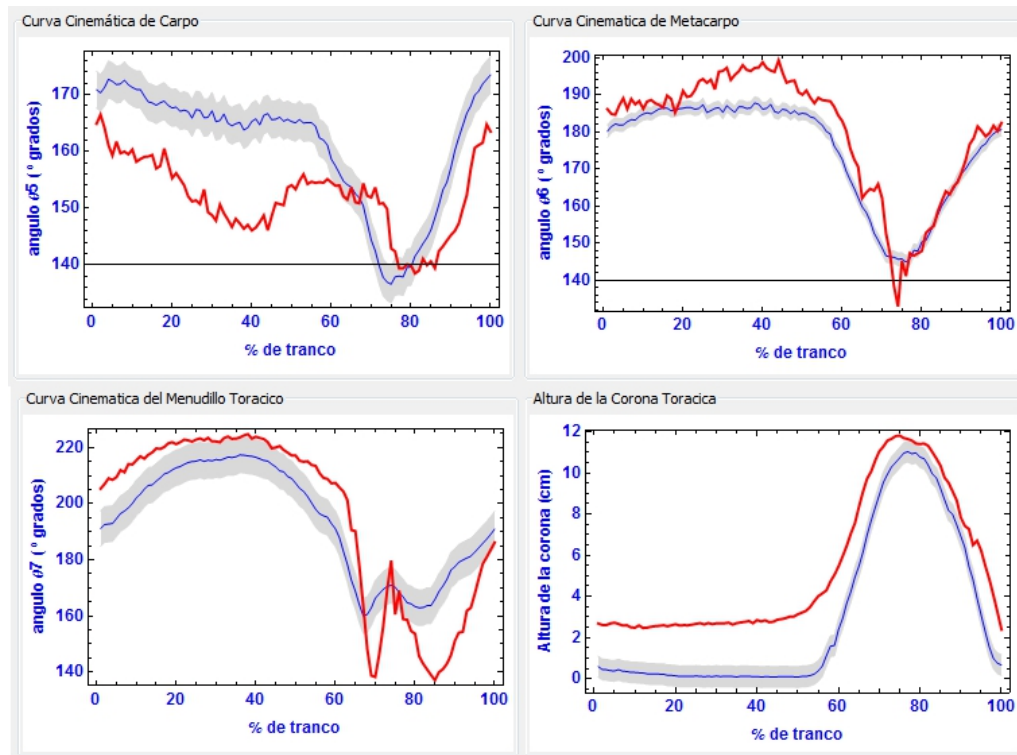 Curva Cinemática de Carpo
170
160
150
140
angulo θ5 ( º grados)
0 20 40 60 80 100
% de tranco
Curva Cinematica de Metacarpo
200
190
180
170
160
150
140
angulo θ6 ( º grados)
0 20 40 60 80 100
% de tranco
Curva Cinematica del Menudillo Toracico
220
200
180
160
140
angulo θ7 ( º grados)
0 20 40 60 80 100
% de tranco
Altura de la Corona Toracica
12
10
8
6
4
2
0
Altura de la corona (cm)
0 20 40 60 80 100
% de tranco